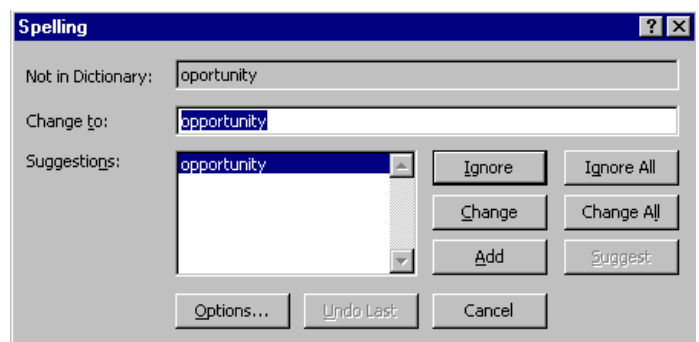 Spelling
Not in Dictionary: oportunity
Change to: opportunity
Suggestions: opportunity
Ignore Ignore All
Change Change All
Add Suggest
Options... Undo Last Cancel